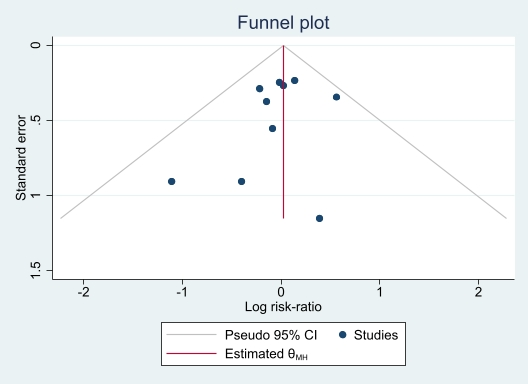 Funnel plot
Standard error
0
.5
1
1.5
-2 -1 0 1 2
Log risk-ratio
Pseudo 95% CI Studies
Estimated θMH